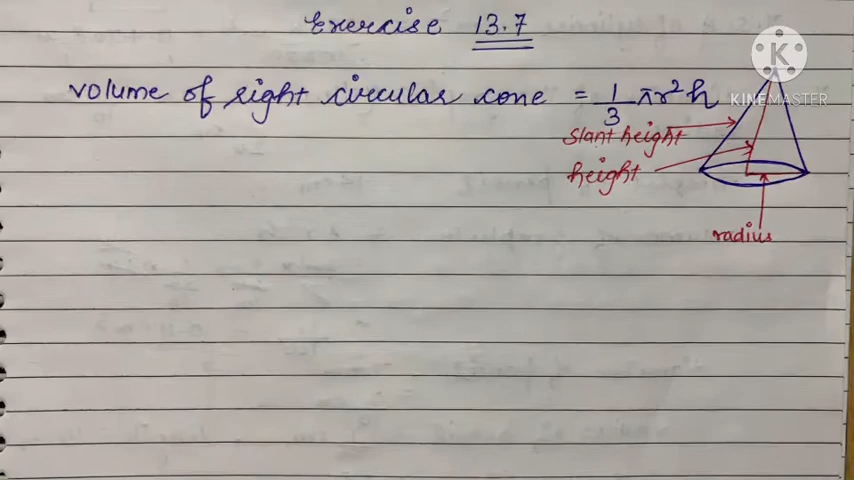 Exercise 13.7
volume of right circular cone = 1/3 πr²h
K
KINEMASTER
slant height
height
radius